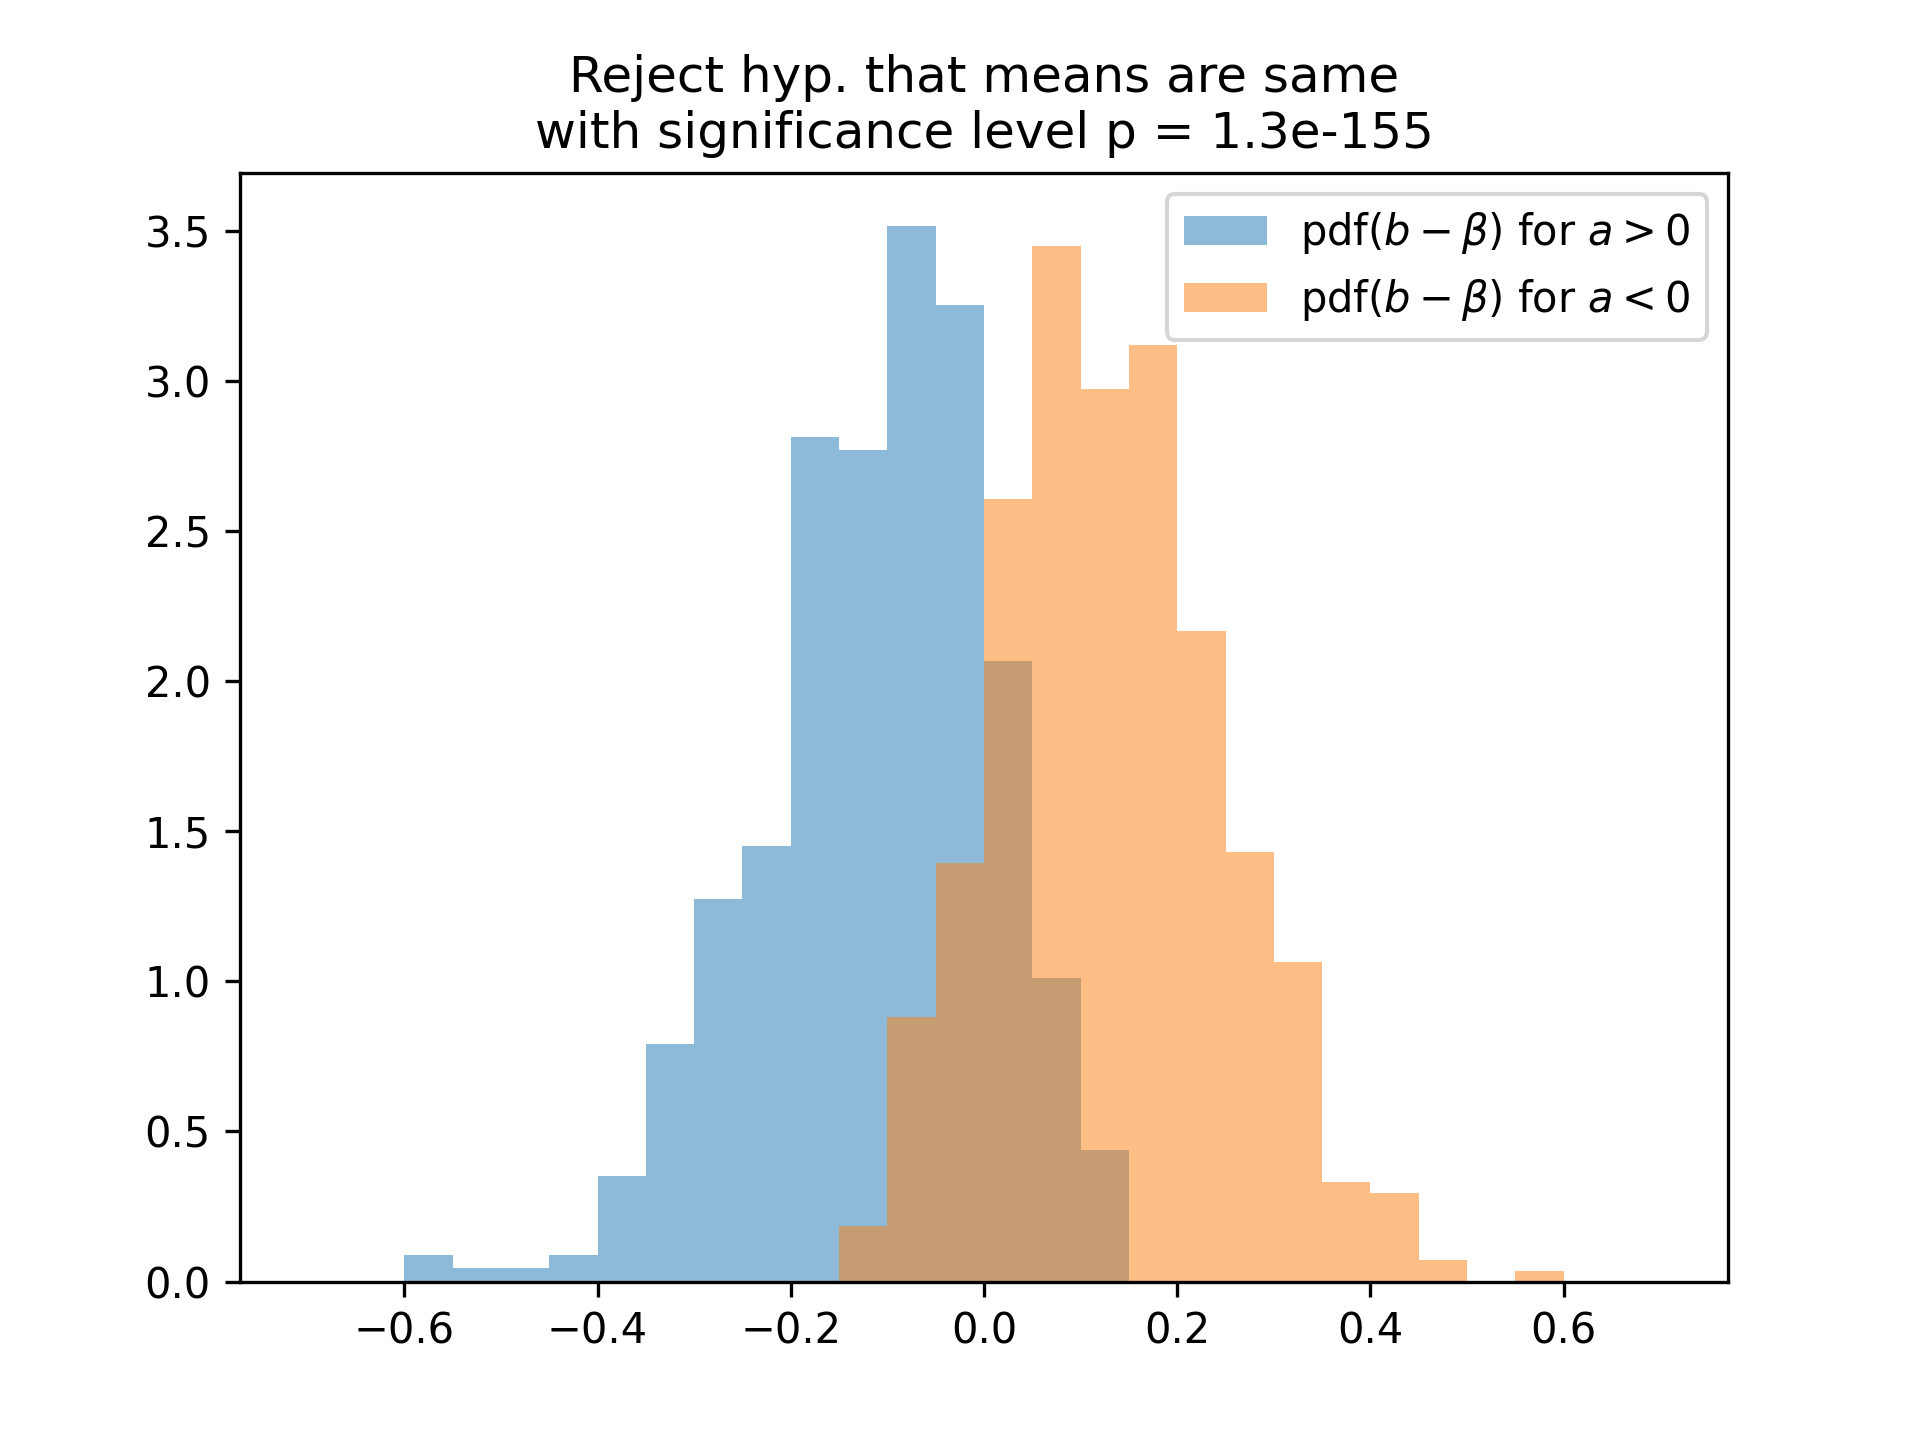 Reject hyp. that means are same
with significance level p = 1.3e-155
pdf(b − β) for a > 0
pdf(b − β) for a < 0
3.5
3.0
2.5
2.0
1.5
1.0
0.5
0.0
−0.6 −0.4 −0.2 0.0 0.2 0.4 0.6